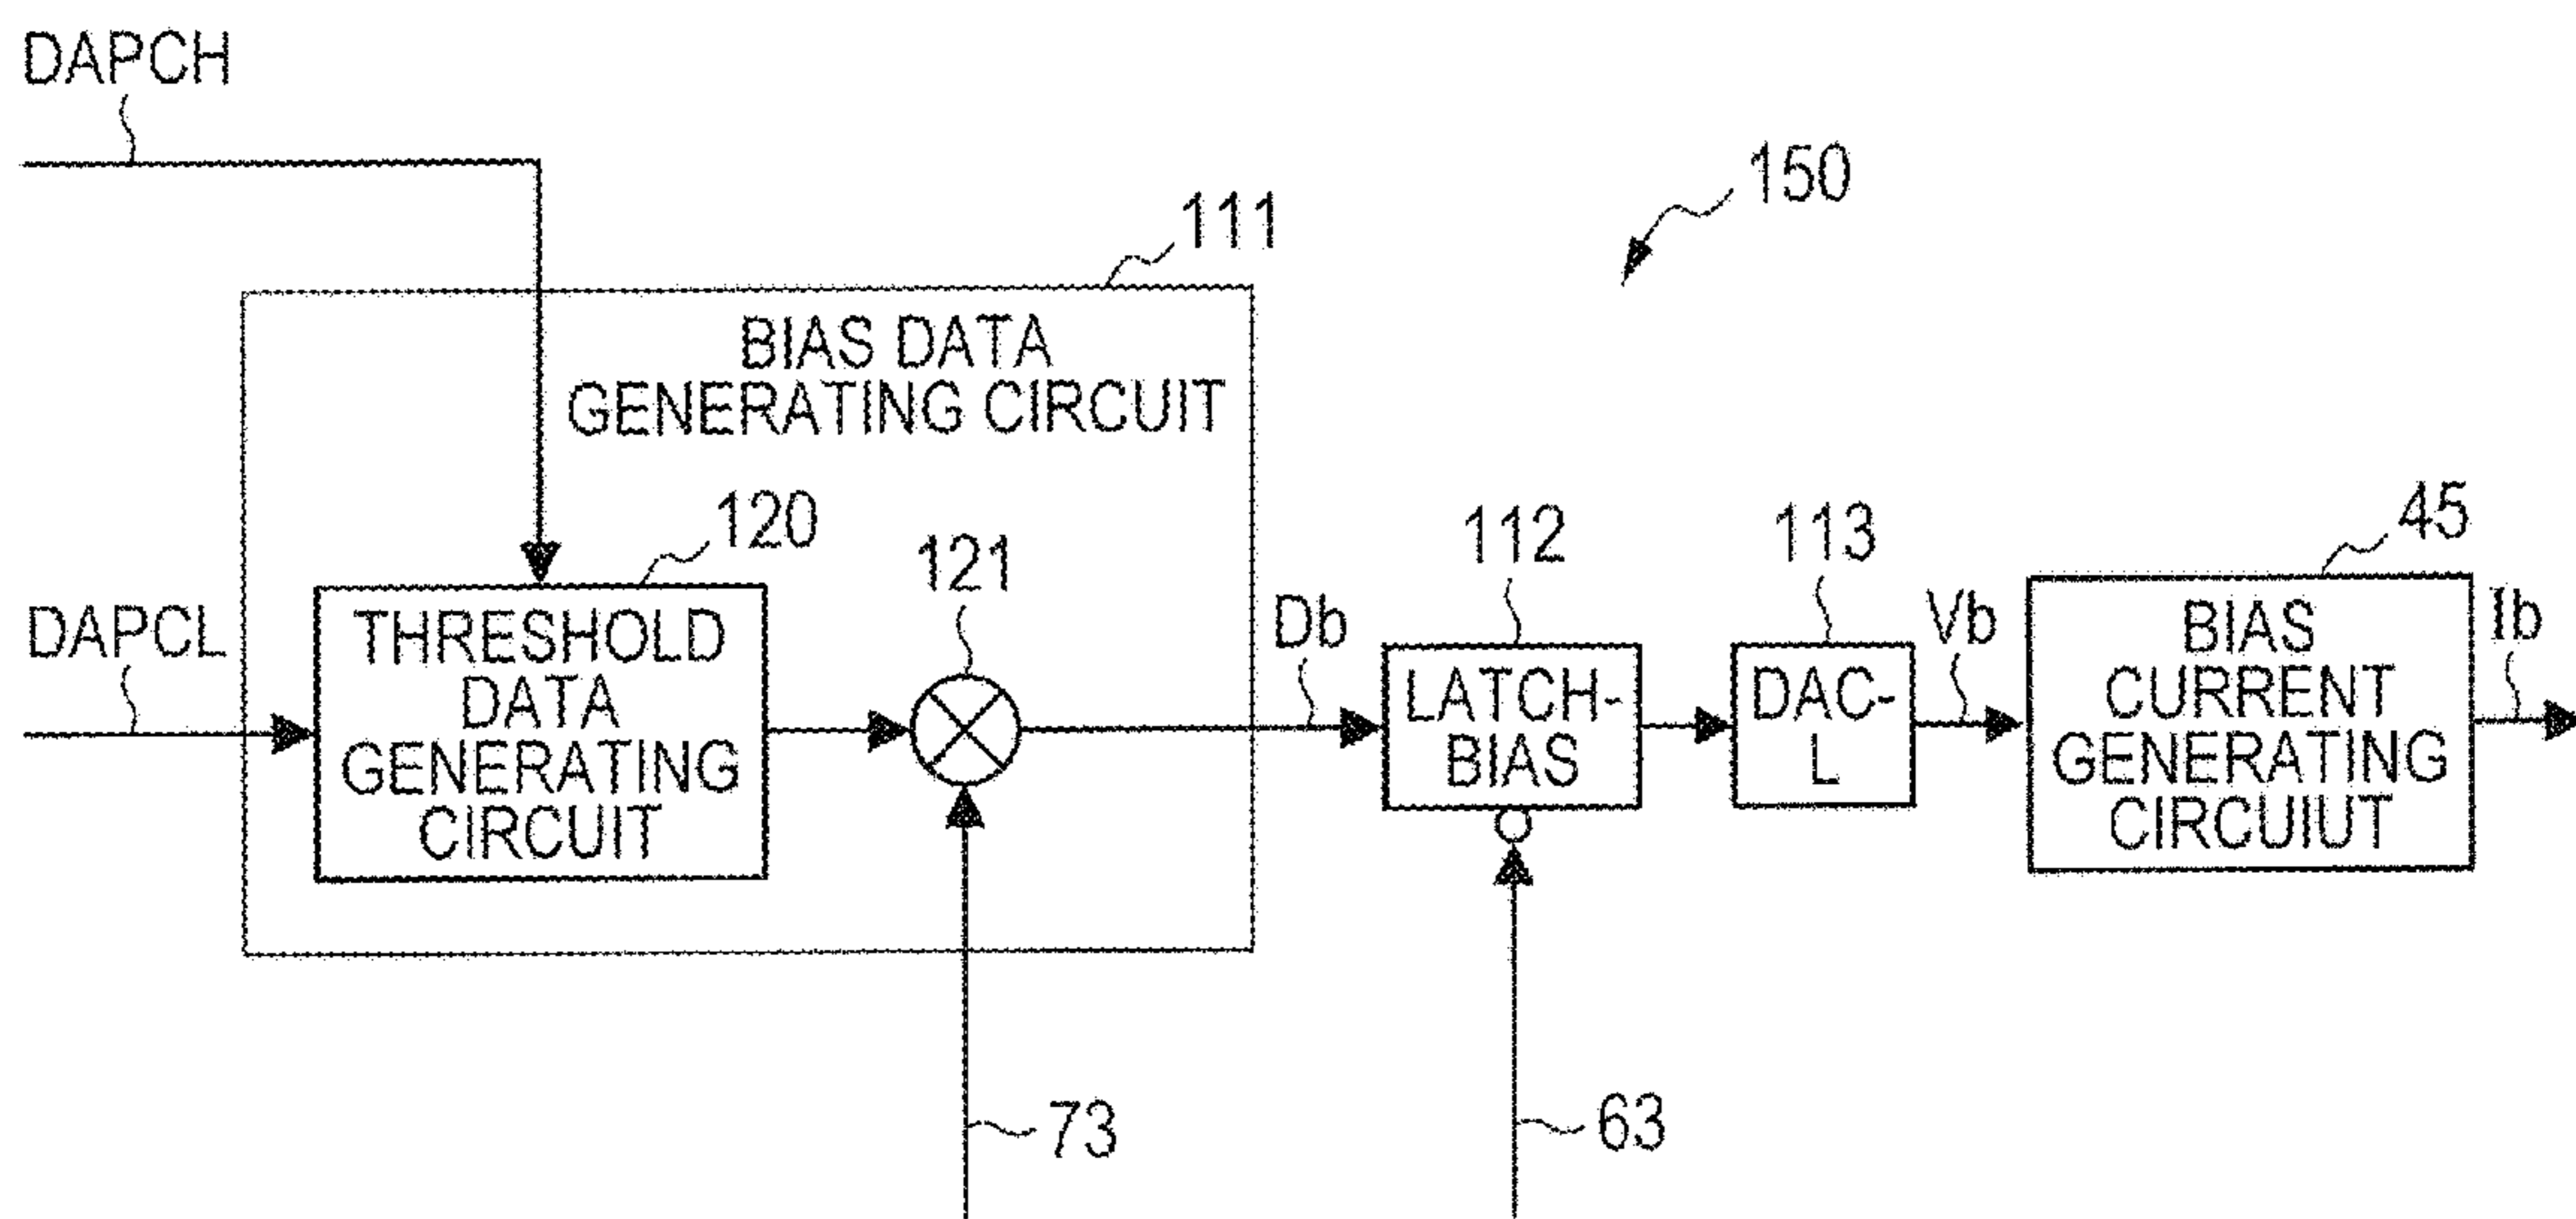 DAPCH
150
111
BIAS DATA
GENERATING CIRCUIT
120
121
112
113
45
DAPCL
THRESHOLD
DATA
GENERATING
CIRCUIT
Db
LATCH-
BIAS
DAC-
L
Vb
BIAS
CURRENT
GENERATING
CIRCUIUT
Ib
73
63